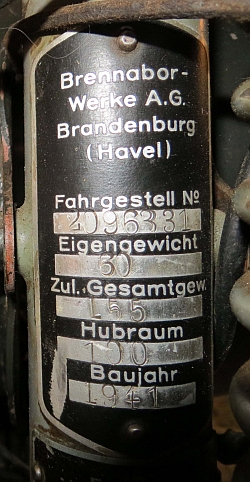 Brennabor-
Werke A.G.
Brandenburg
(Havel)
Fahrgestell No
2096331
Eigengewicht
60
Zul. Gesamtgew.
165
Hubraum
100
Baujahr
1941